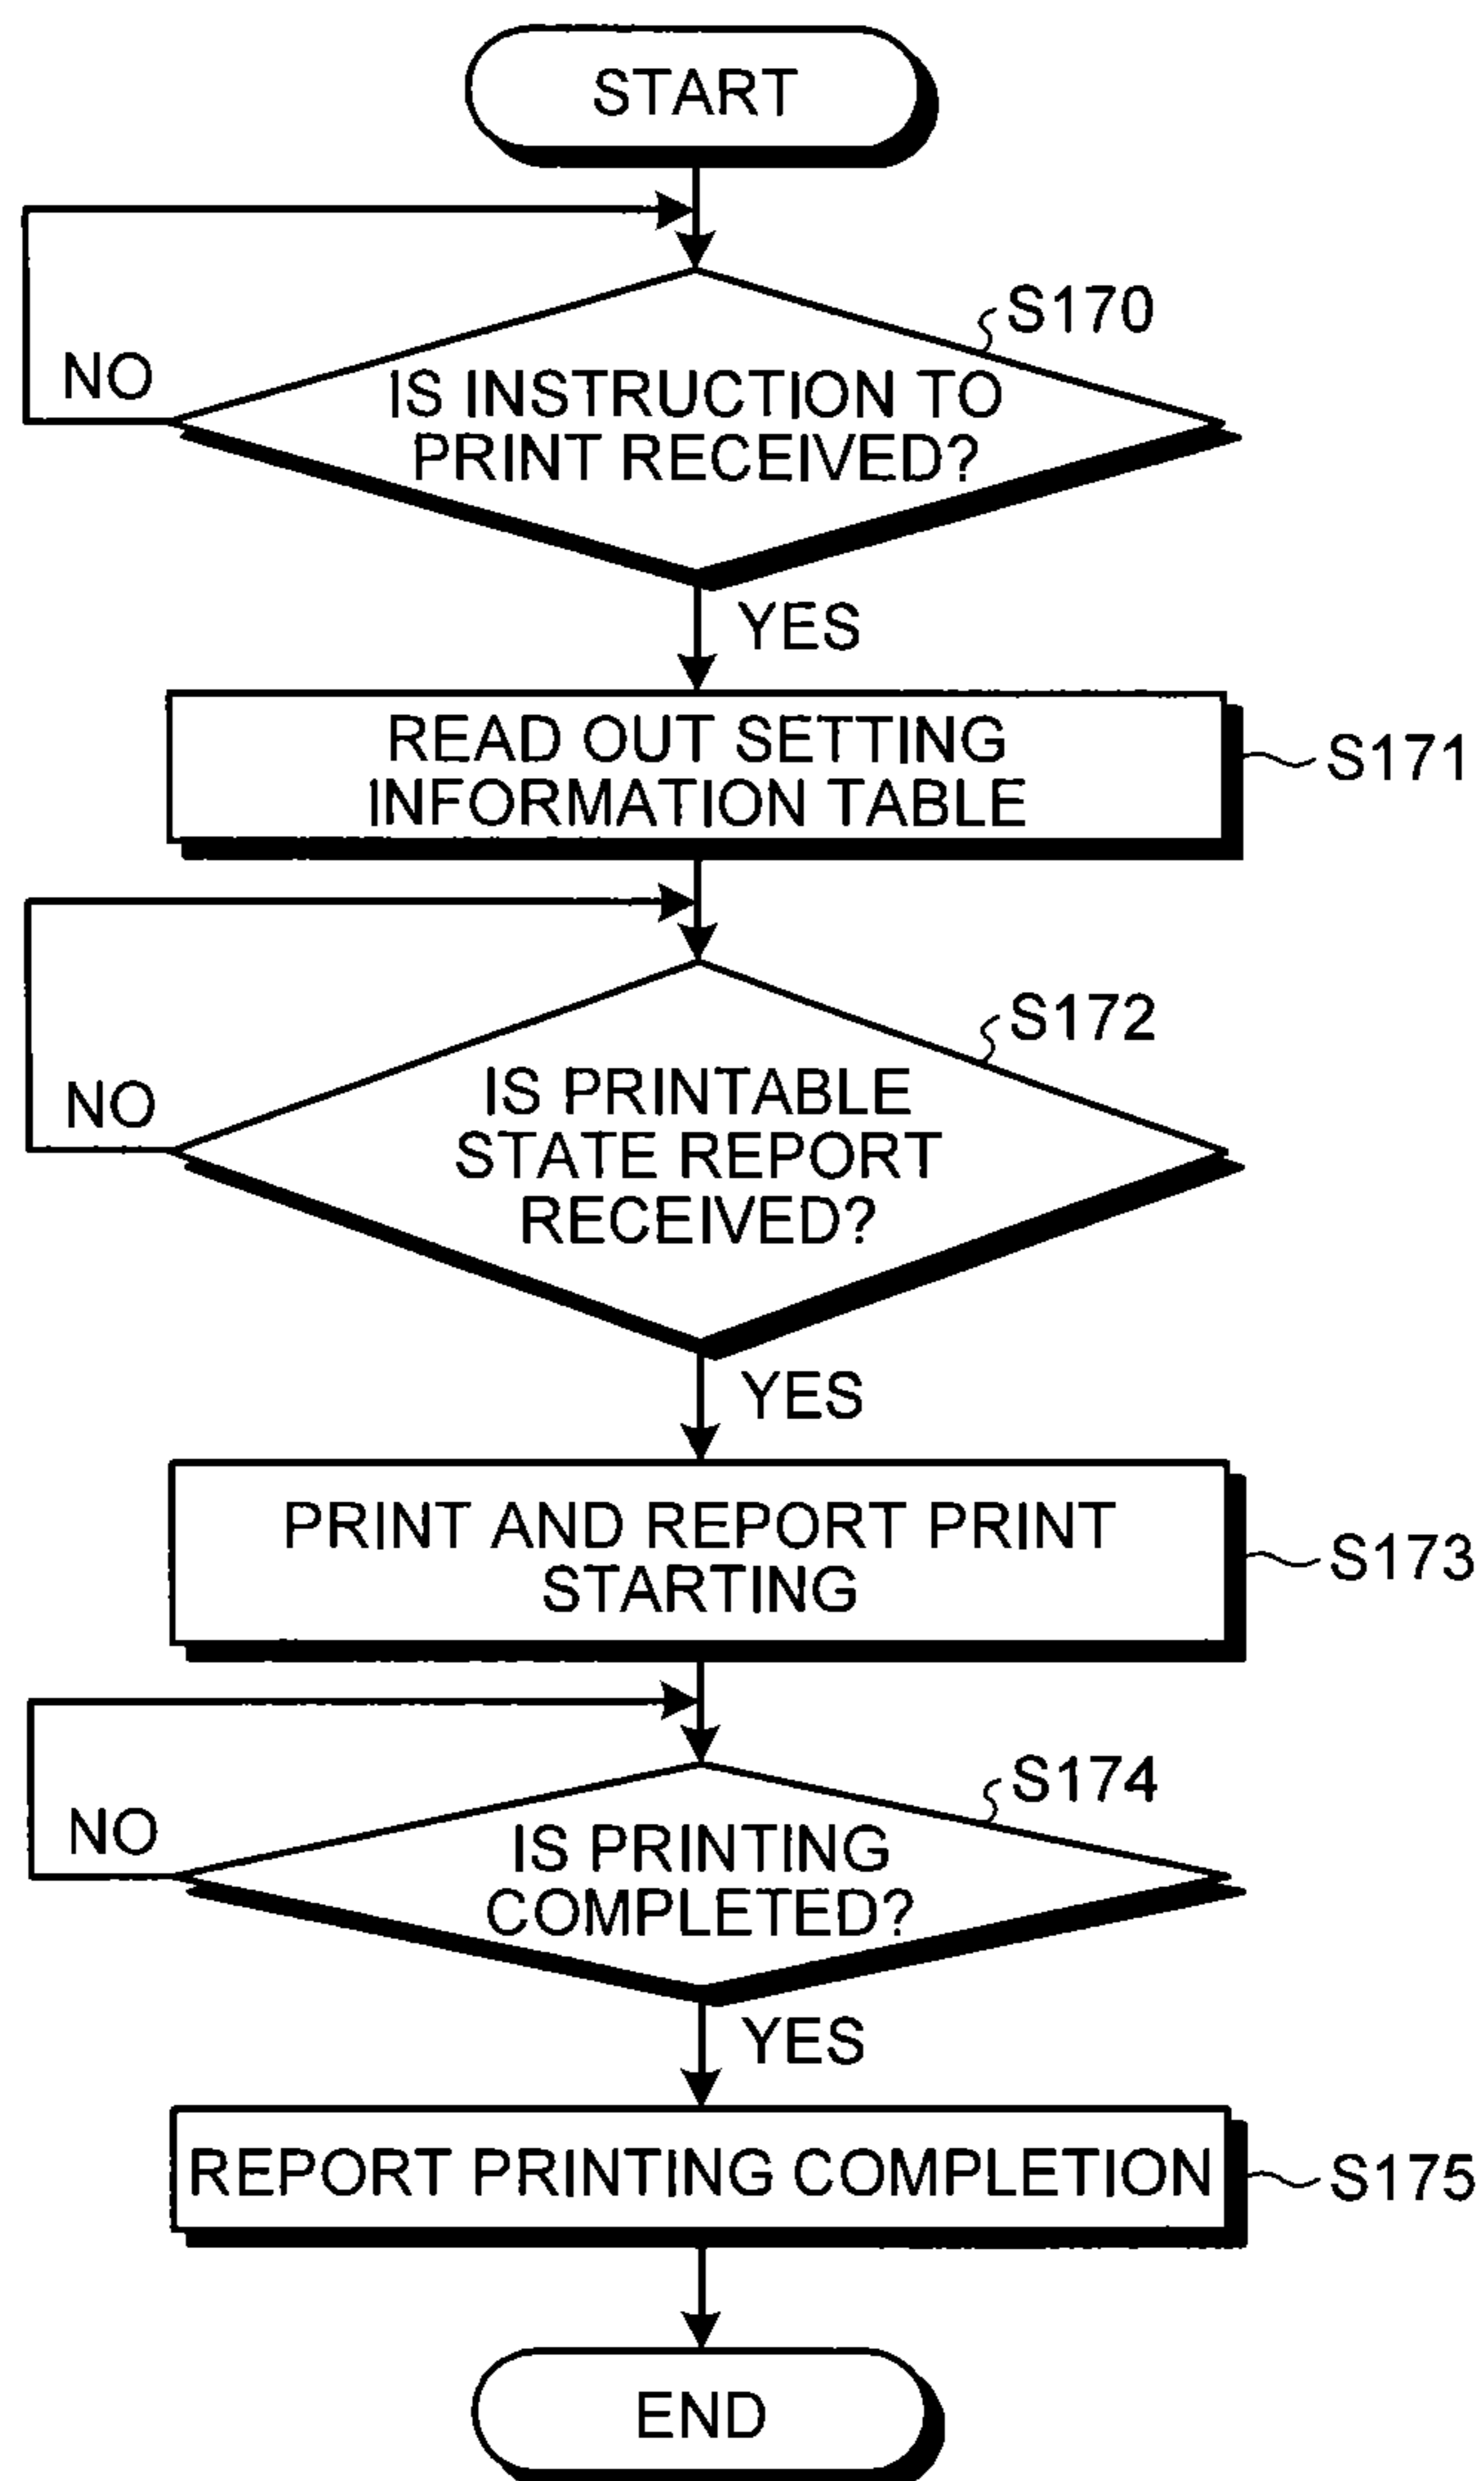 START
S170
NO
IS INSTRUCTION TO
PRINT RECEIVED?
YES
READ OUT SETTING
INFORMATION TABLE
S171
S172
NO
IS PRINTABLE
STATE REPORT
RECEIVED?
YES
PRINT AND REPORT PRINT
STARTING
S173
S174
NO
IS PRINTING
COMPLETED?
YES
REPORT PRINTING COMPLETION
S175
END